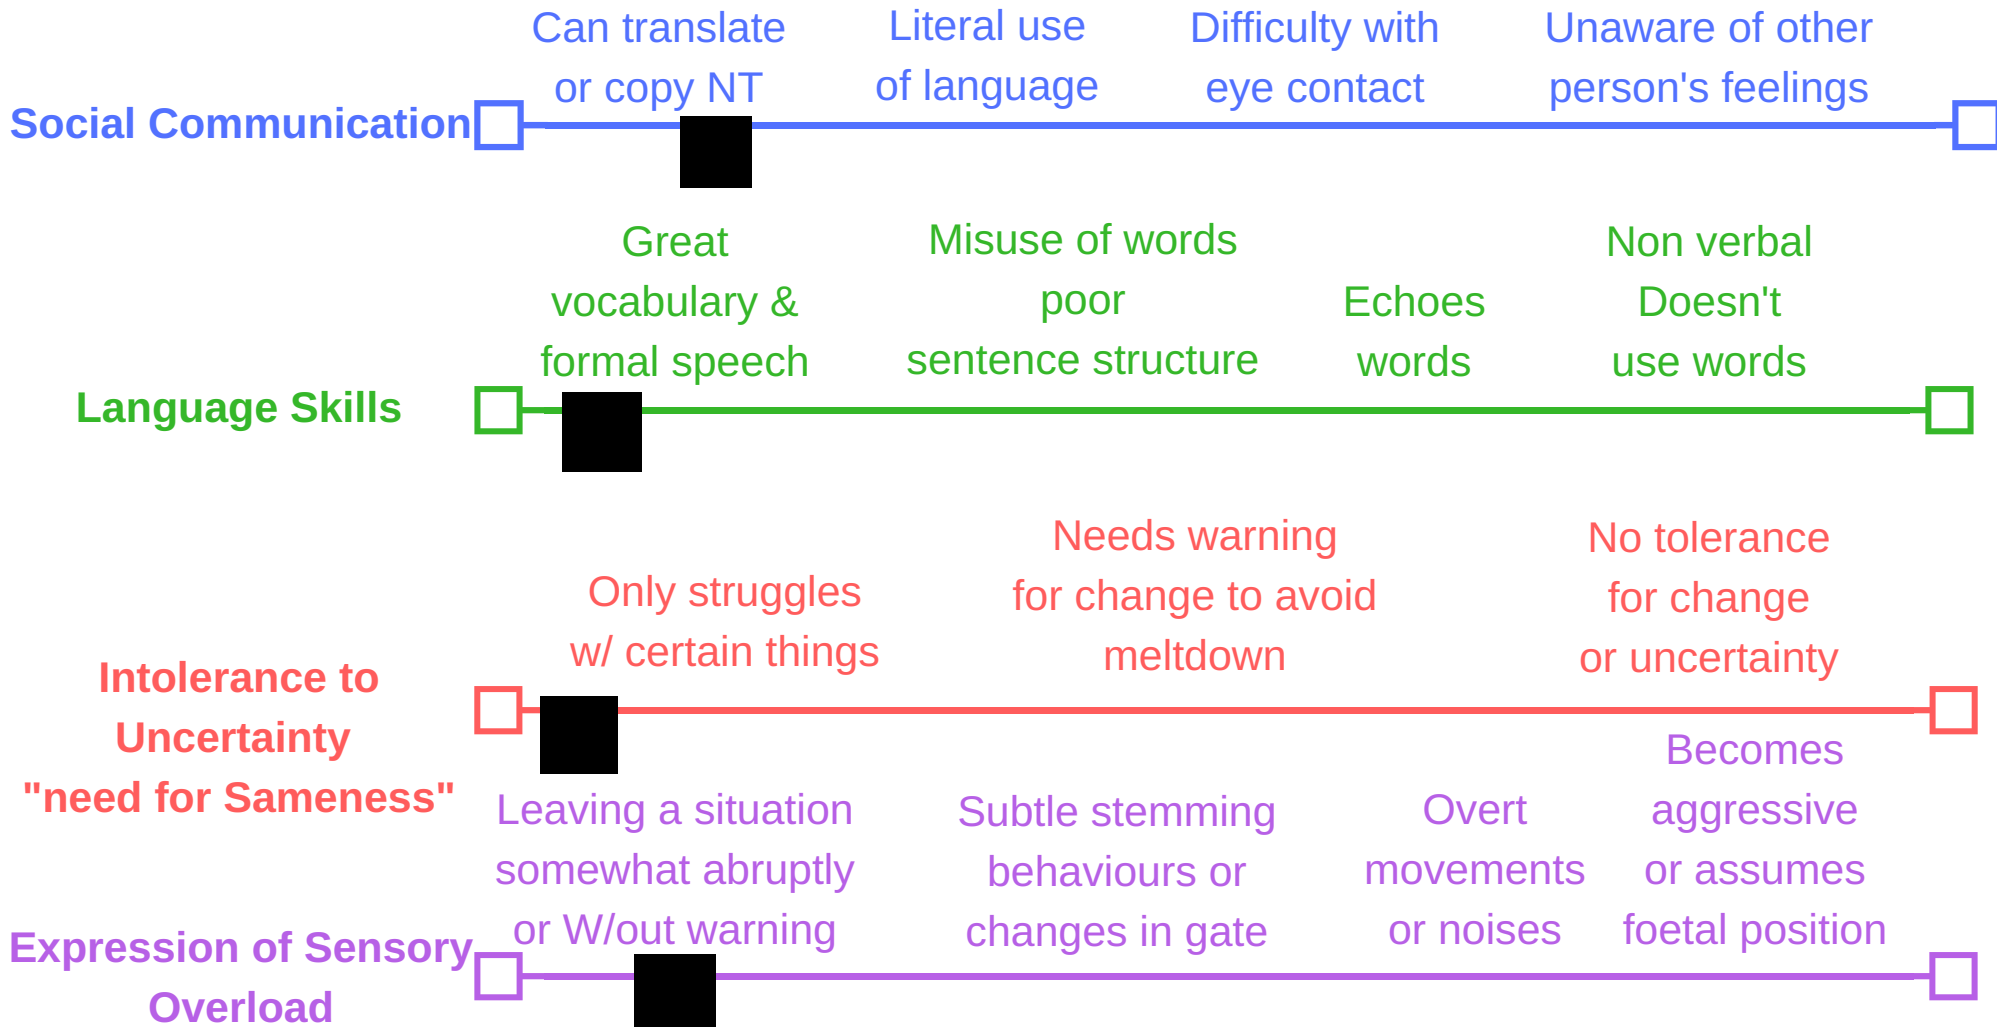 Can translate
or copy NT
Literal use
of language
Difficulty with
eye contact
Unaware of other
person's feelings
Social Communication
Great
vocabulary &
formal speech
Misuse of words
poor
sentence structure
Echoes
words
Non verbal
Doesn't
use words
Language Skills
Only struggles
w/ certain things
Needs warning
for change to avoid
meltdown
No tolerance
for change
or uncertainty
Intolerance to
Uncertainty
"need for Sameness"
Leaving a situation
somewhat abruptly
or W/out warning
Subtle stemming
behaviours or
changes in gate
Overt
movements
or noises
Becomes
aggressive
or assumes
foetal position
Expression of Sensory
Overload